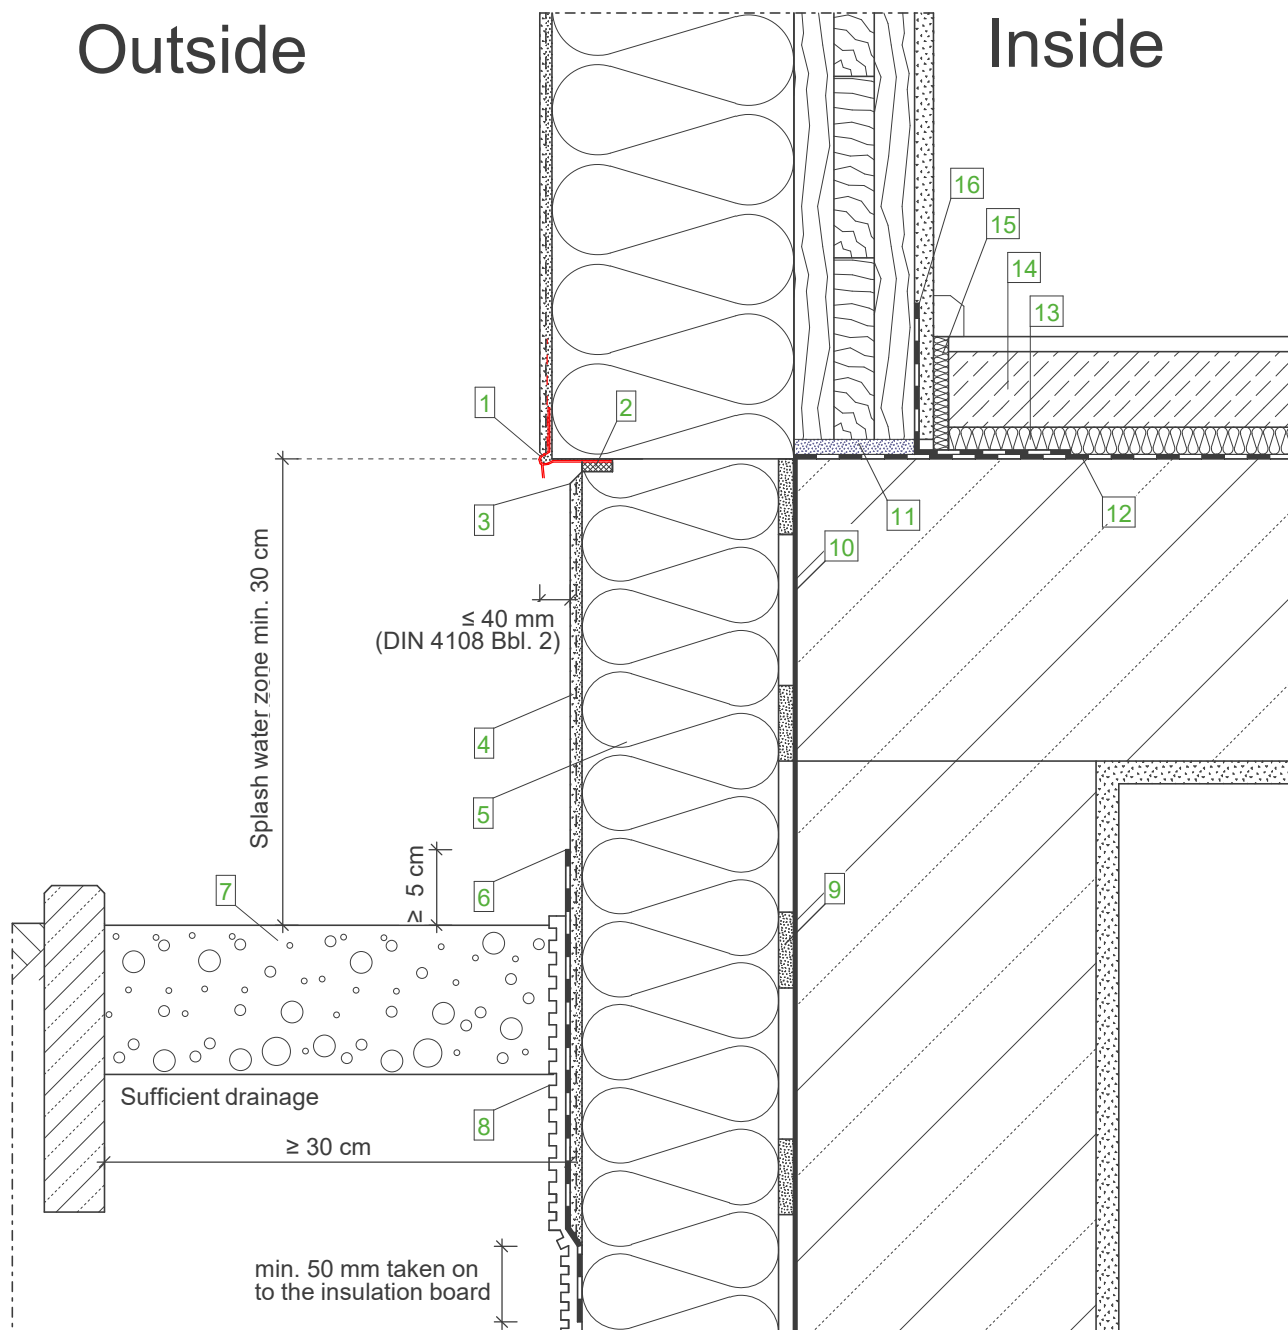 Outside
Inside
16
15
14
13
1
2
3
11
12
10
Splash water zone min. 30 cm
≤ 40 mm
(DIN 4108 Bbl. 2)
4
5
≥ 5 cm
6
7
9
Sufficient drainage
8
≥ 30 cm
min. 50 mm taken on
to the insulation board